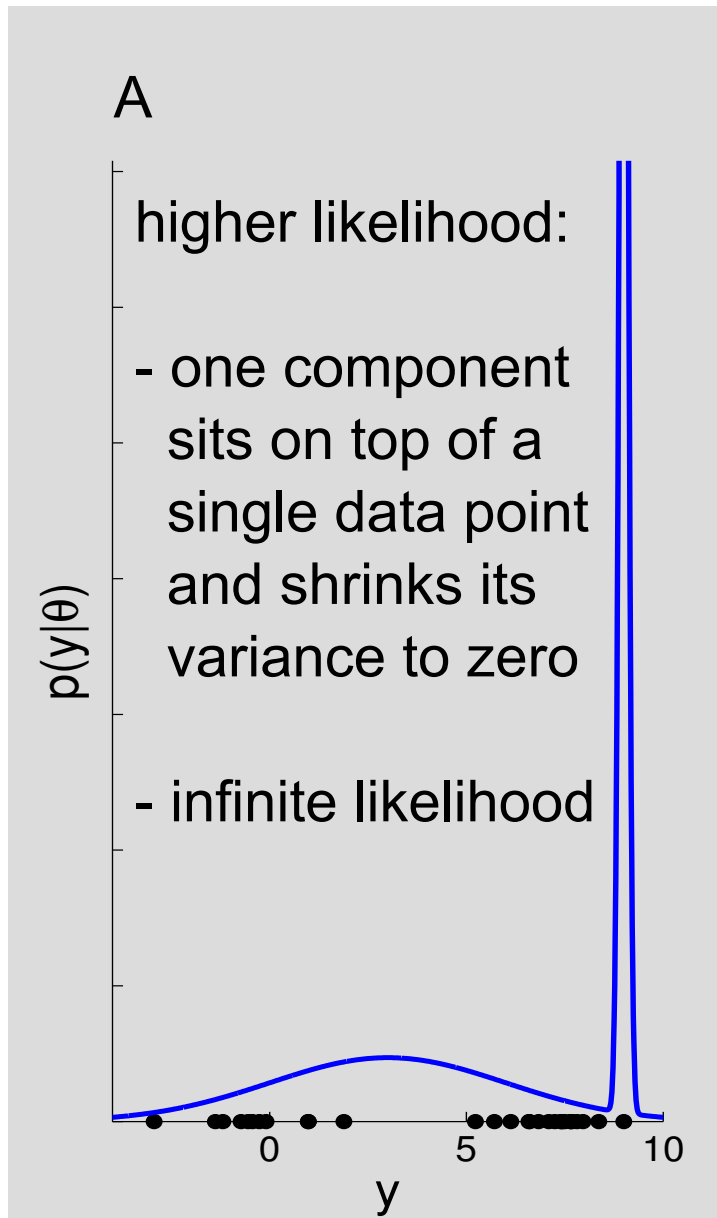 A
higher likelihood:
- one component
sits on top of a
single data point
and shrinks its
variance to zero
- infinite likelihood
p(y|θ)
0 5 10
y